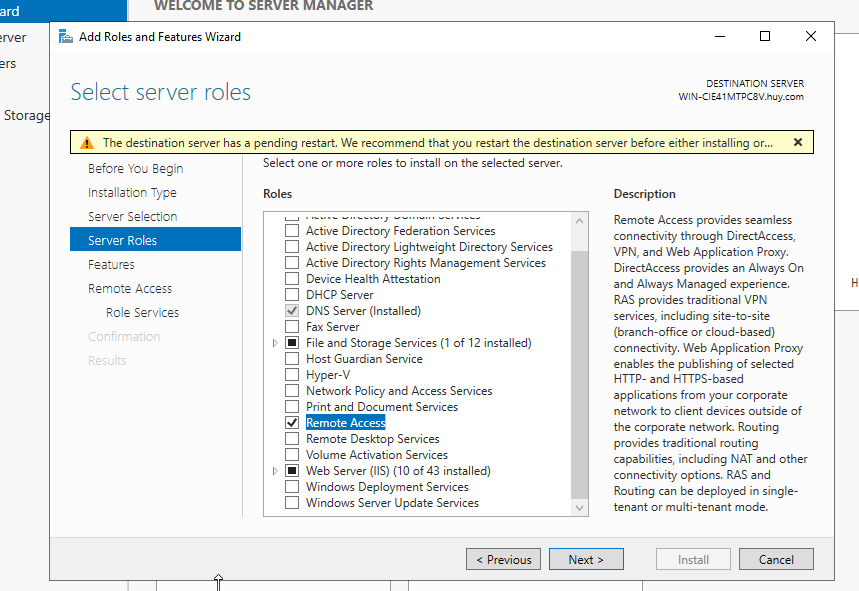 ard
WELCOME TO SERVER MANAGER
erver
ers
Storage
Add Roles and Features Wizard
Select server roles
DESTINATION SERVER
WIN-CIE41MTPC8V.huy.com
The destination server has a pending restart. We recommend that you restart the destination server before either installing or...
Before You Begin
Installation Type
Server Selection
Server Roles
Features
Remote Access
Role Services
Confirmation
Results
Select one or more roles to install on the selected server.
Roles
Active Directory Domain Services
Active Directory Federation Services
Active Directory Lightweight Directory Services
Active Directory Rights Management Services
Device Health Attestation
DHCP Server
DNS Server (Installed)
Fax Server
File and Storage Services (1 of 12 installed)
Host Guardian Service
Hyper-V
Network Policy and Access Services
Print and Document Services
Remote Access
Remote Desktop Services
Volume Activation Services
Web Server (IIS) (10 of 43 installed)
Windows Deployment Services
Windows Server Update Services
Description
Remote Access provides seamless
connectivity through DirectAccess,
VPN, and Web Application Proxy.
DirectAccess provides an Always On
and Always Managed experience.
RAS provides traditional VPN
services, including site-to-site
(branch-office or cloud-based)
connectivity. Web Application Proxy
enables the publishing of selected
HTTP- and HTTPS-based
applications from your corporate
network to client devices outside of
the corporate network. Routing
provides traditional routing
capabilities, including NAT and other
connectivity options. RAS and
Routing can be deployed in single-
tenant or multi-tenant mode.
H
< Previous
Next >
Install
Cancel